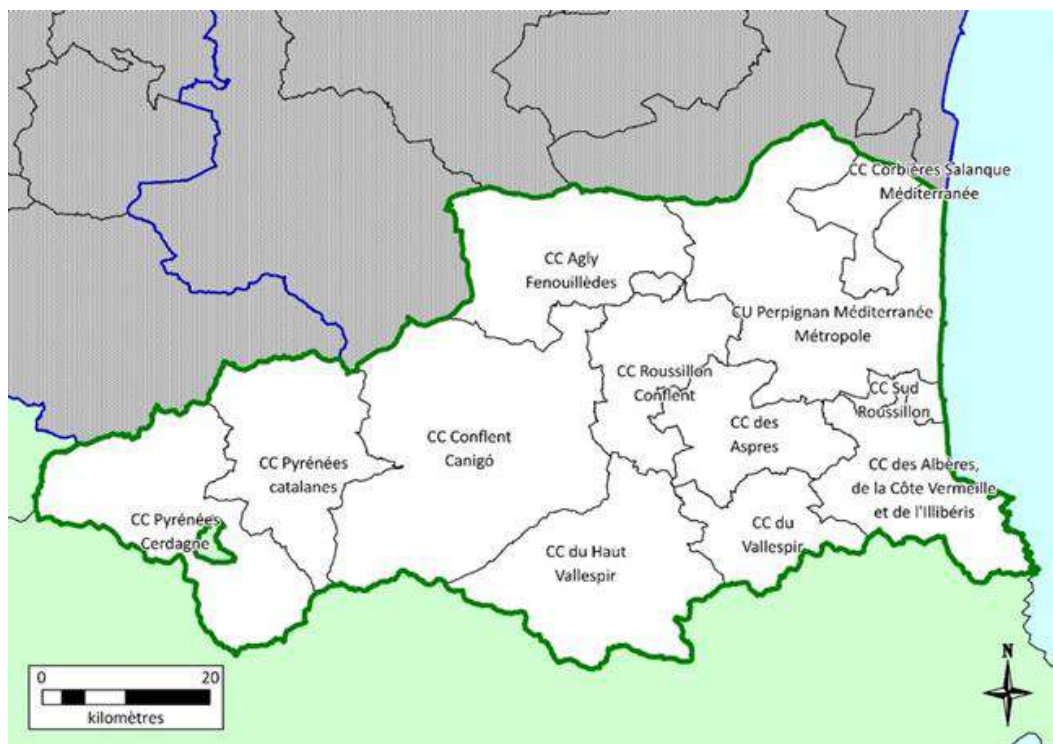 CC Corbières Salanque
Méditerranée
CC Agly
Fenouillèdes
CU Perpignan Méditerranée
Métropole
CC Roussillon
Conflent
CC Sud
Roussillon
CC des
Aspres
CC Conflent
Canigó
CC Pyrénées
catalanes
CC des Albères,
de la Côte Vermeille
et de l'Illibéris
CC Pyrénées
Cerdagne
CC du
Vallespir
CC du Haut
Vallespir
N
0 20
kilomètres